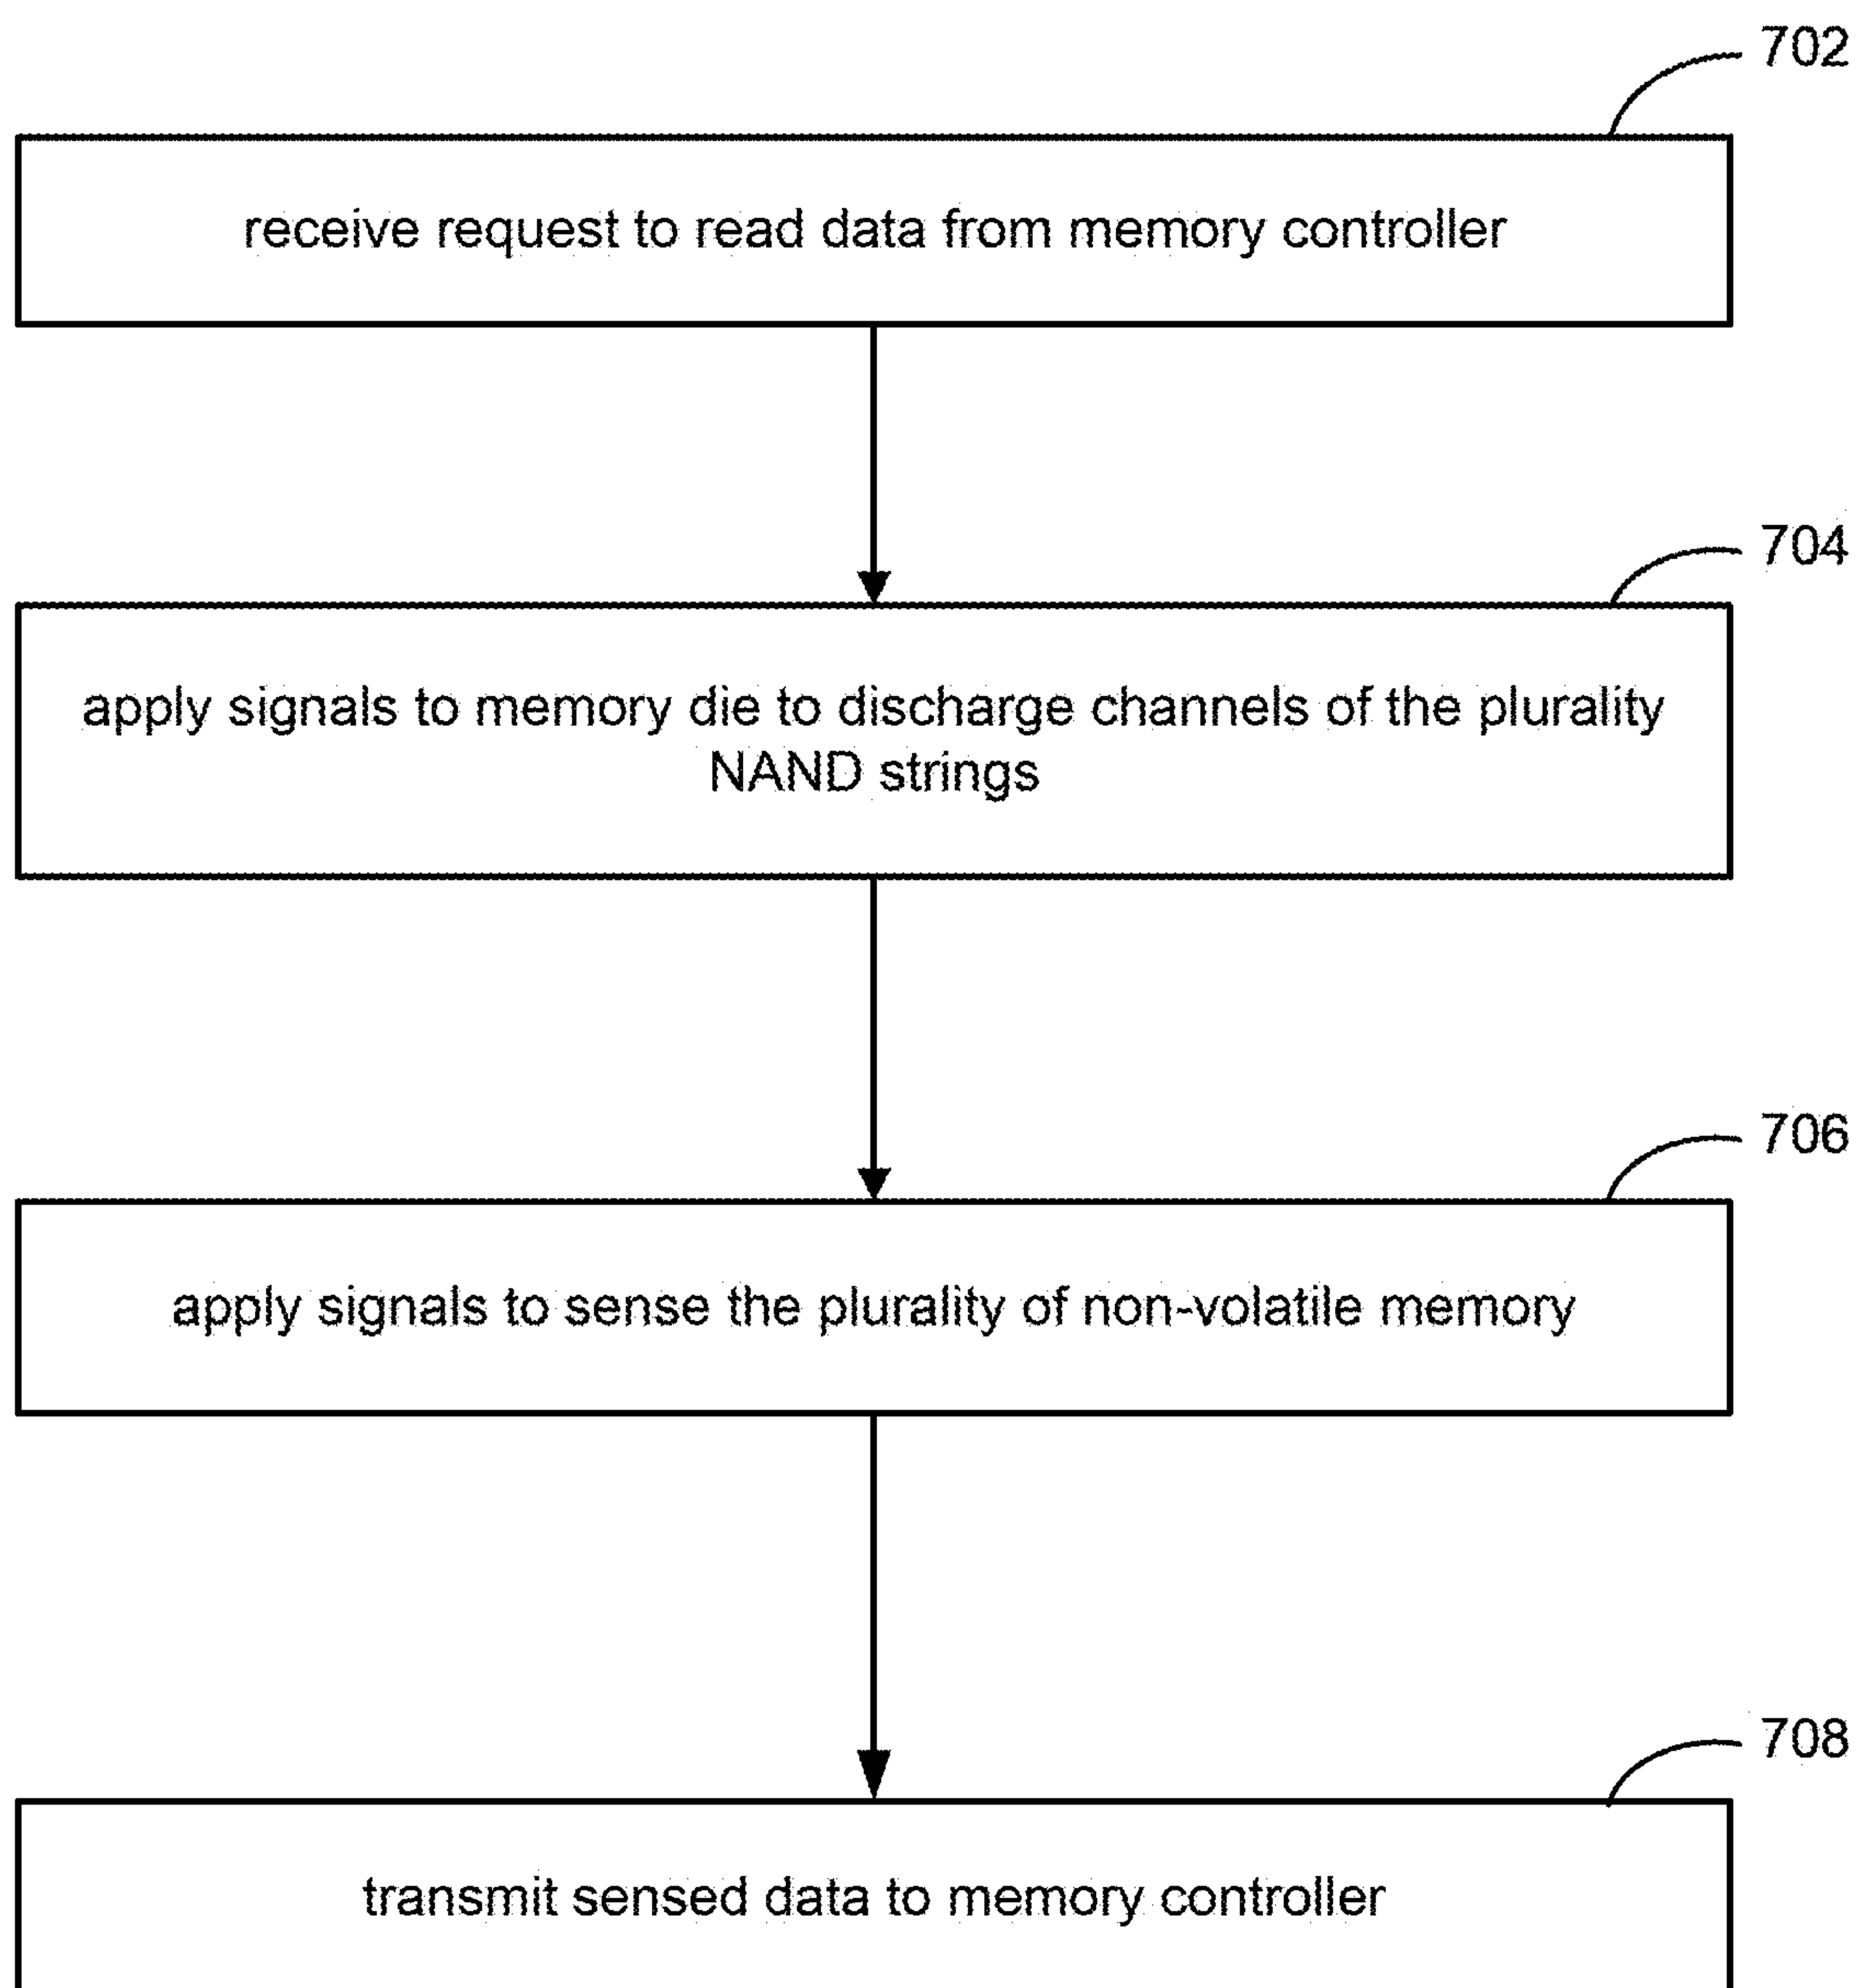 702
receive request to read data from memory controller
704
apply signals to memory die to discharge channels of the plurality
NAND strings
706
apply signals to sense the plurality of non-volatile memory
708
transmit sensed data to memory controller